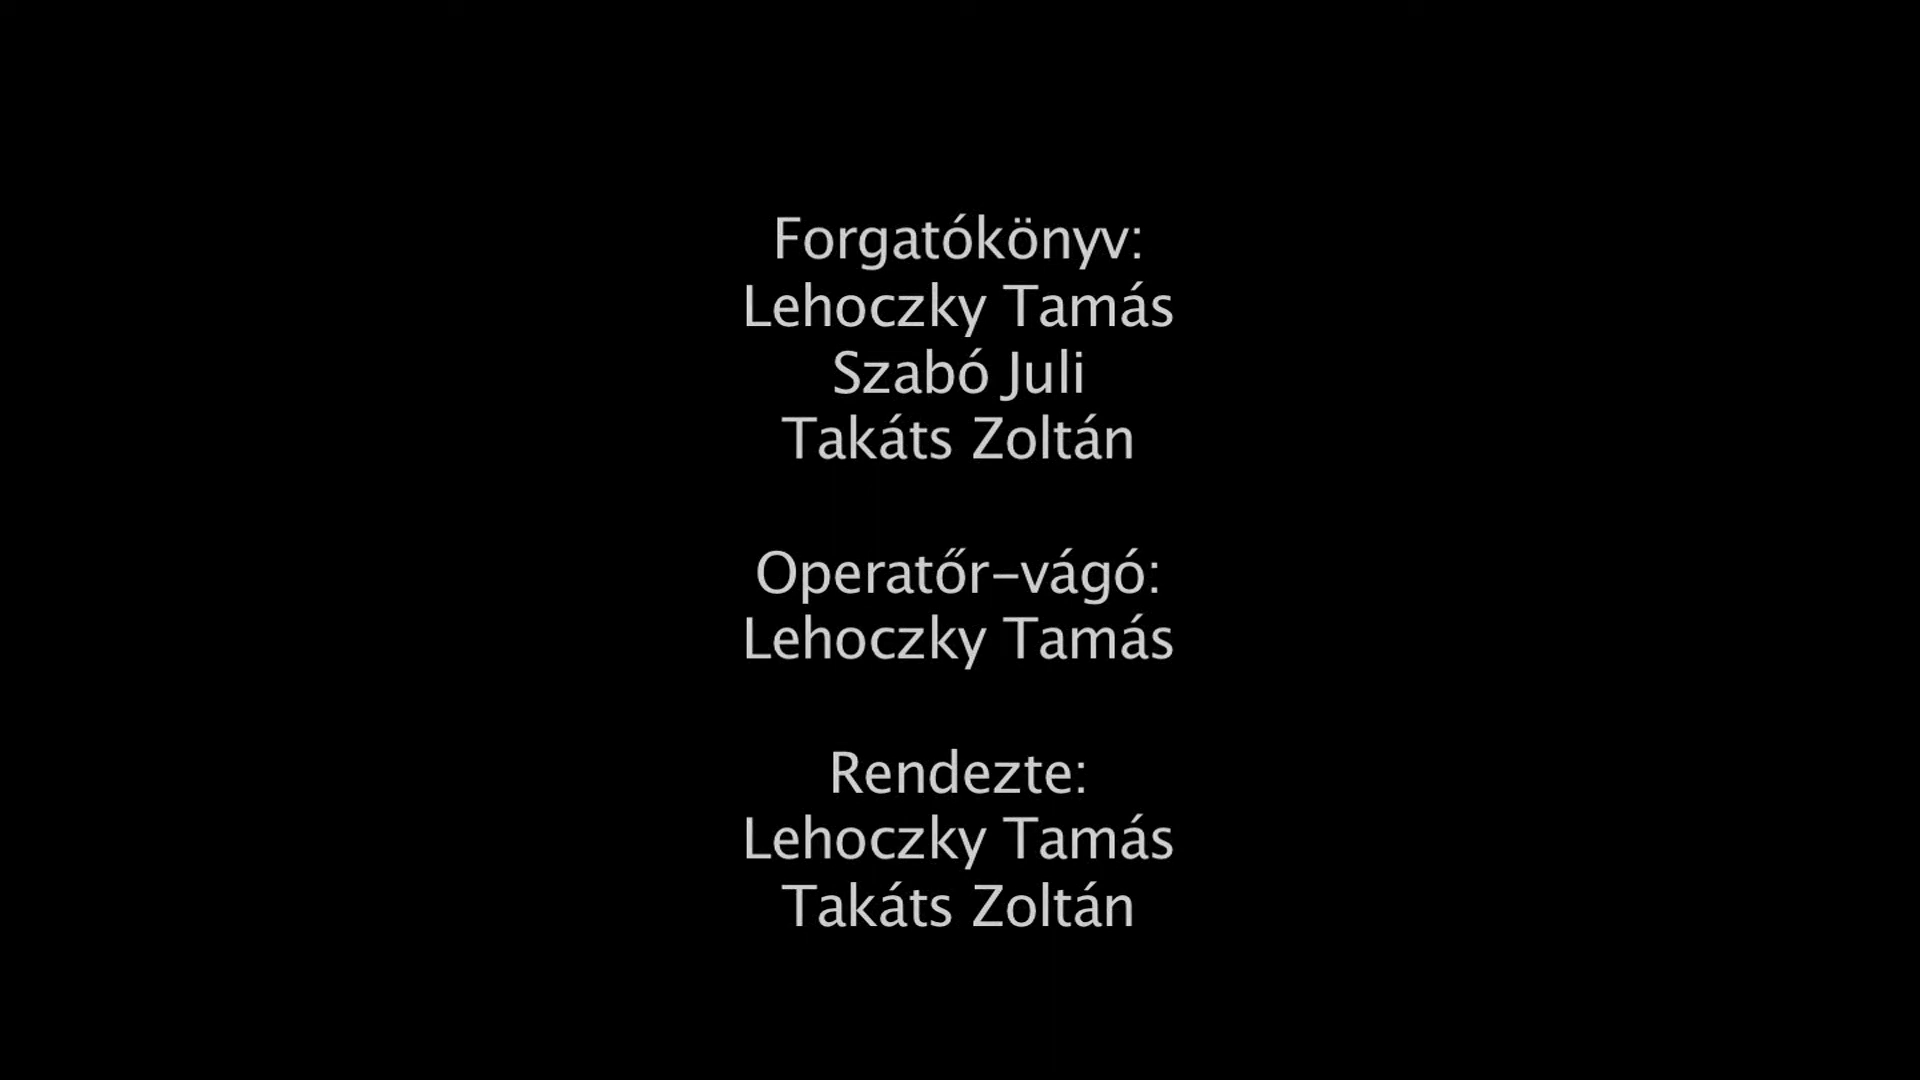 Forgatókönyv:
Lehoczky Tamás
Szabó Juli
Takáts Zoltán
Operatőr-vágó:
Lehoczky Tamás
Rendezte:
Lehoczky Tamás
Takáts Zoltán